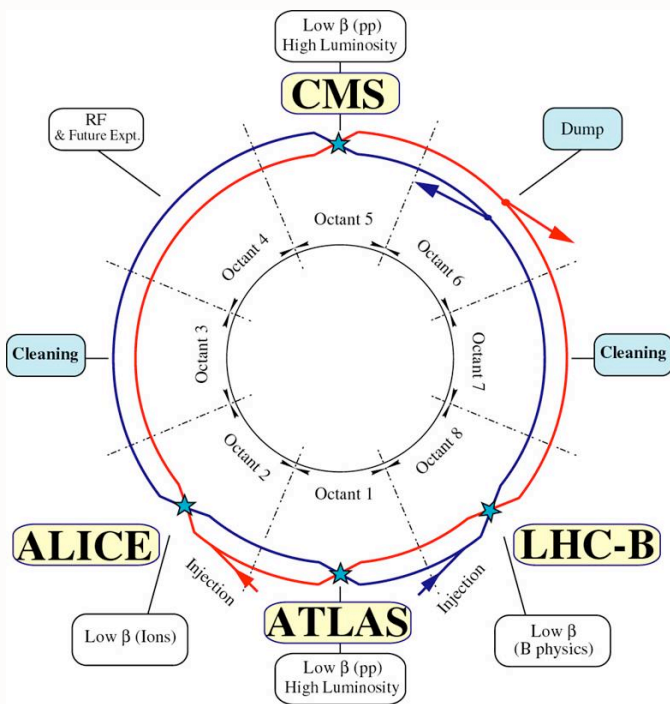 Low β (pp)
High Luminosity
CMS
RF
& Future Expt.
Dump
Octant 5
Octant 4
Octant 6
Octant 3
Octant 7
Cleaning
Cleaning
Octant 2
Octant 8
Octant 1
ALICE
LHC-B
Injection
Injection
ATLAS
Low β (Ions)
Low β
(B physics)
Low β (pp)
High Luminosity